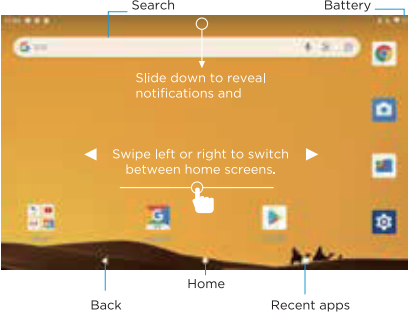 Search
Battery
Slide down to reveal
notifications and
Swipe left or right to switch
between home screens.
Home
Back
Recent apps